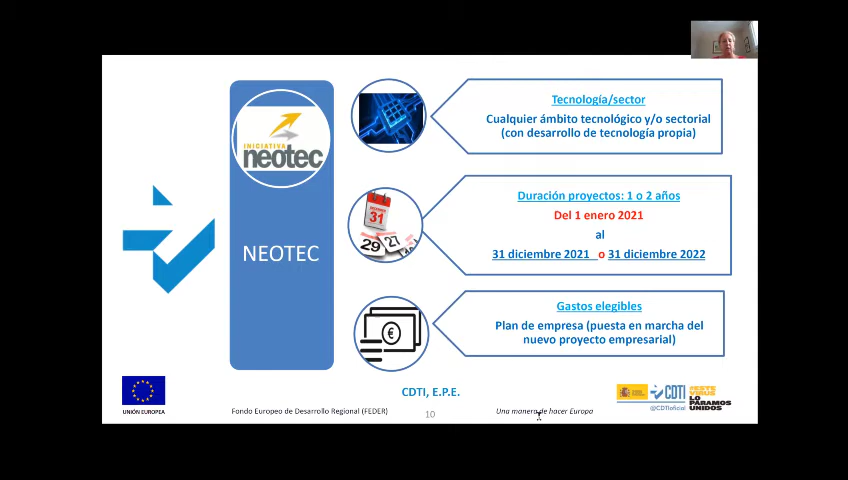 INICIATIVA
neotec
NEOTEC
Tecnología/sector
Cualquier ámbito tecnológico y/o sectorial
(con desarrollo de tecnología propia)
31
29
27
Duración proyectos: 1 o 2 años
Del 1 enero 2021
al
31 diciembre 2021 o 31 diciembre 2022
€
Gastos elegibles
Plan de empresa (puesta en marcha del
nuevo proyecto empresarial)
CDTI, E.P.E.
UNIÓN EUROPEA
Fondo Europeo de Desarrollo Regional (FEDER)
10
Una manera de hacer Europa
CDTI
@CDTIoficial
#ESTE
VIRUS
LO
PARAMOS
UNIDOS